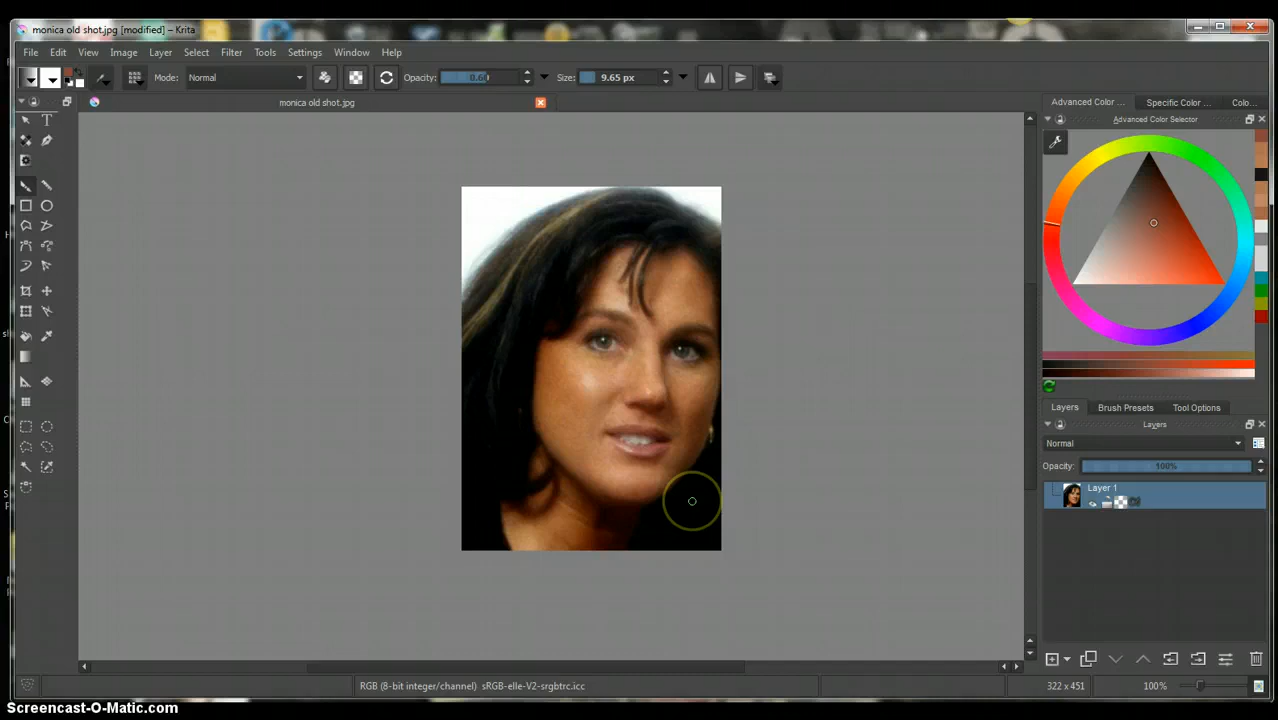 monica old shot.jpg [modified] – Krita
File Edit View Image Layer Select Filter Tools Settings Window Help
Mode: Normal Opacity: 0.60 Size: 9.65 px
monica old shot.jpg
Advanced Color ... Specific Color ... Colo...
Advanced Color Selector
Layers Brush Presets Tool Options
Layers
Normal
Opacity: 100%
Layer 1
RGB (8-bit integer/channel) sRGB-elle-V2-srgbtrc.icc 322 x 451 100%
Screencast-O-Matic.com